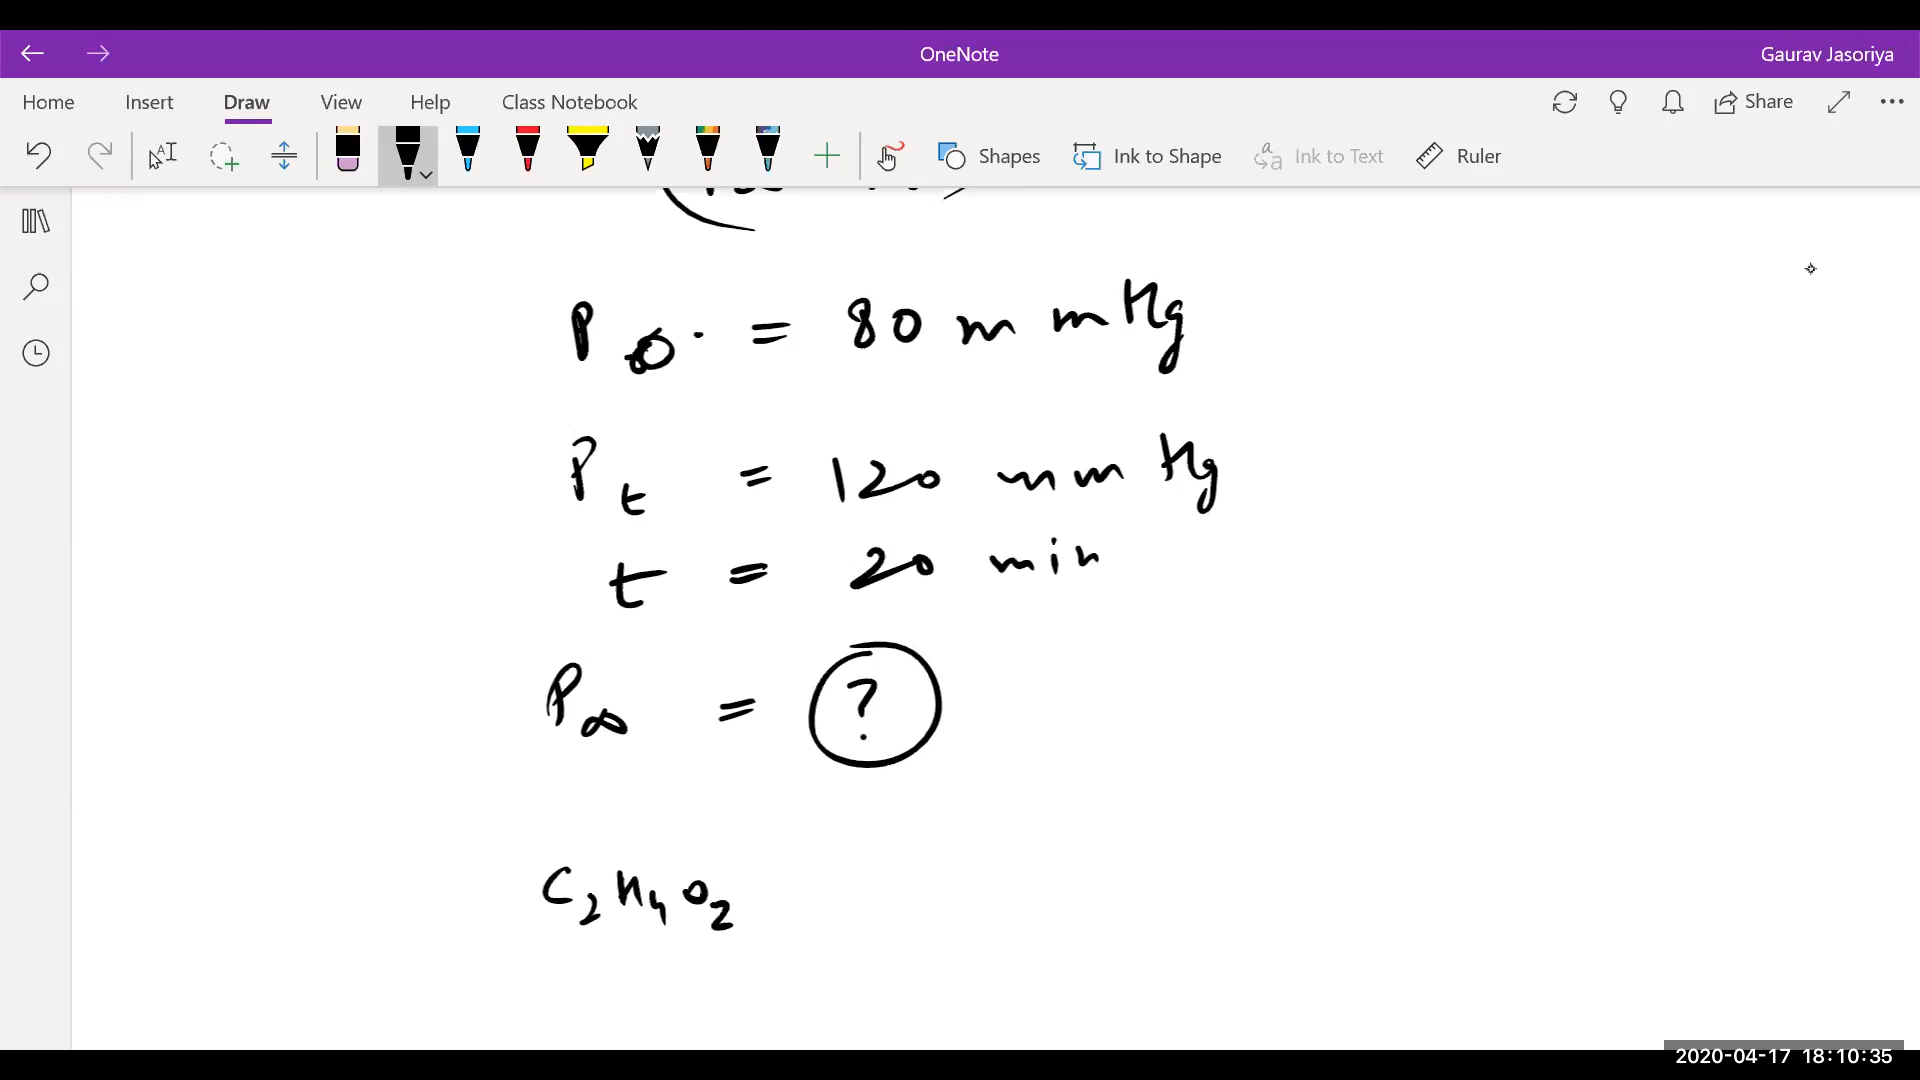 OneNote
Gaurav Jasoriya
Home Insert Draw View Help Class Notebook
Share
Shapes Ink to Shape Ink to Text Ruler
P₀ = 80 m m Hg
Pt = 120 mm Hg
t = 20 min
P∞ = ?
C₂H₄O₂
2020-04-17 18:10:35